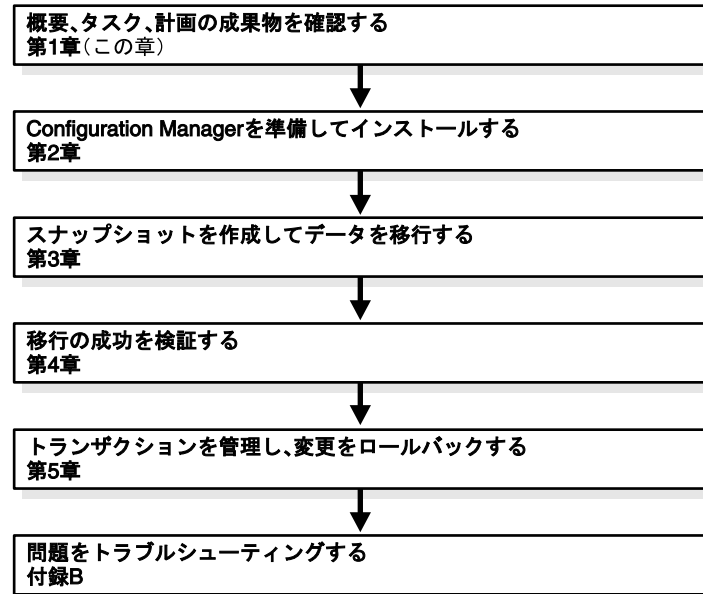 概要、タスク、計画の成果物を確認する
第1章（この章）
Configuration Managerを準備してインストールする
第2章
スナップショットを作成してデータを移行する
第3章
移行の成功を検証する
第4章
トランザクションを管理し、変更をロールバックする
第5章
問題をトラブルシューティングする
付録B